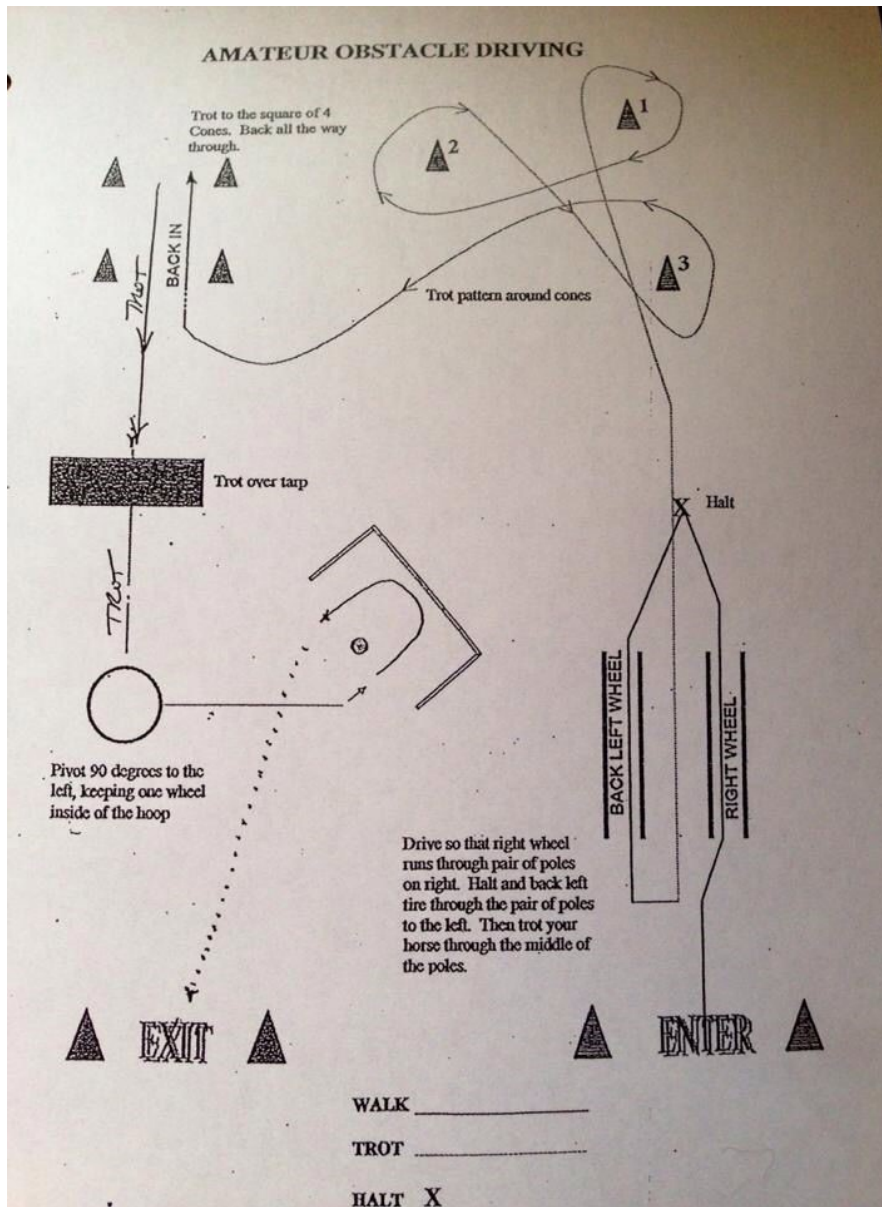 AMATEUR OBSTACLE DRIVING
Trot to the square of 4
Cones. Back all the way
through.
1
2
3
BACK IN
TROT
Trot pattern around cones
Trot over tarp
X Halt
TROT
BACK LEFT WHEEL
RIGHT WHEEL
Pivot 90 degrees to the
left, keeping one wheel
inside of the hoop
Drive so that right wheel
runs through pair of poles
on right. Halt and back left
tire through the pair of poles
to the left. Then trot your
horse through the middle of
the poles.
EXIT
ENTER
WALK
TROT
HALT X